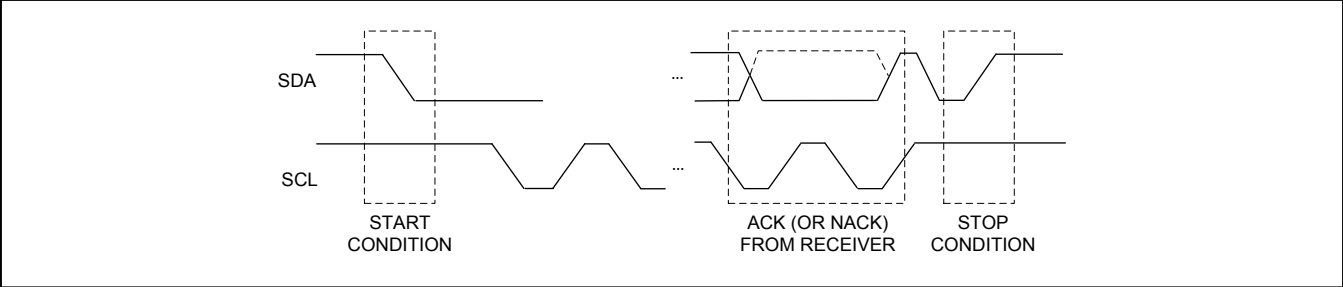 SDA
...
SCL
...
START
CONDITION
ACK (OR NACK)
FROM RECEIVER
STOP
CONDITION